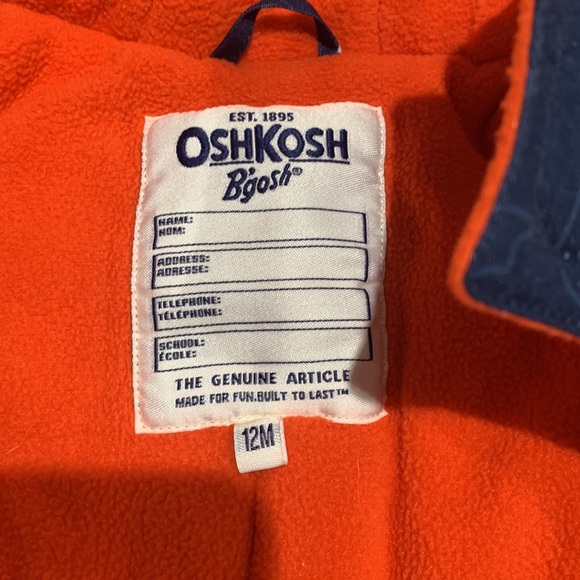 EST. 1895
OSHKOSH
B'gosh®
NAME:
NOM:
ADDRESS:
ADRESSE:
TELEPHONE:
TÉLÉPHONE:
SCHOOL:
ÉCOLE:
THE GENUINE ARTICLE
MADE FOR FUN.BUILT TO LAST™
12M